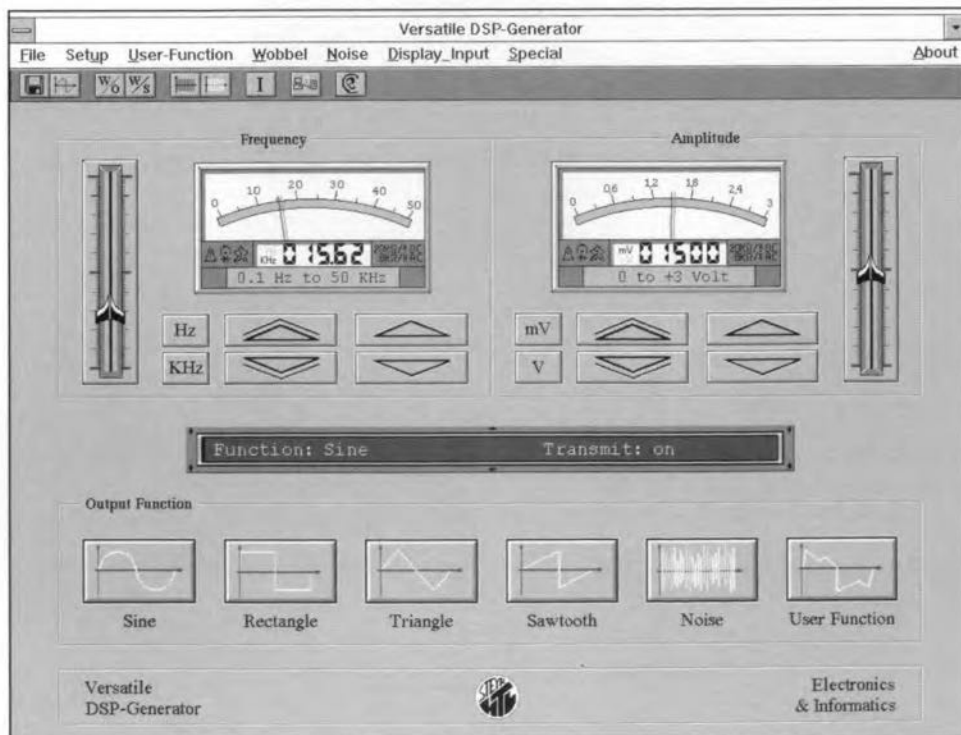 Versatile DSP-Generator
File Setup User-Function Wobbel Noise Display_Input Special About
W/O W/S I
Frequency Amplitude
0 10 20 30 40 50
0 0,6 1,2 1,8 2,4 3
KHz 015.62
mV 01500
0.1 Hz to 50 KHz
0 to +3 Volt
Hz
mV
KHz
V
Function: Sine Transmit: on
Output Function
Sine Rectangle Triangle Sawtooth Noise User Function
Versatile
DSP-Generator
Electronics
& Informatics